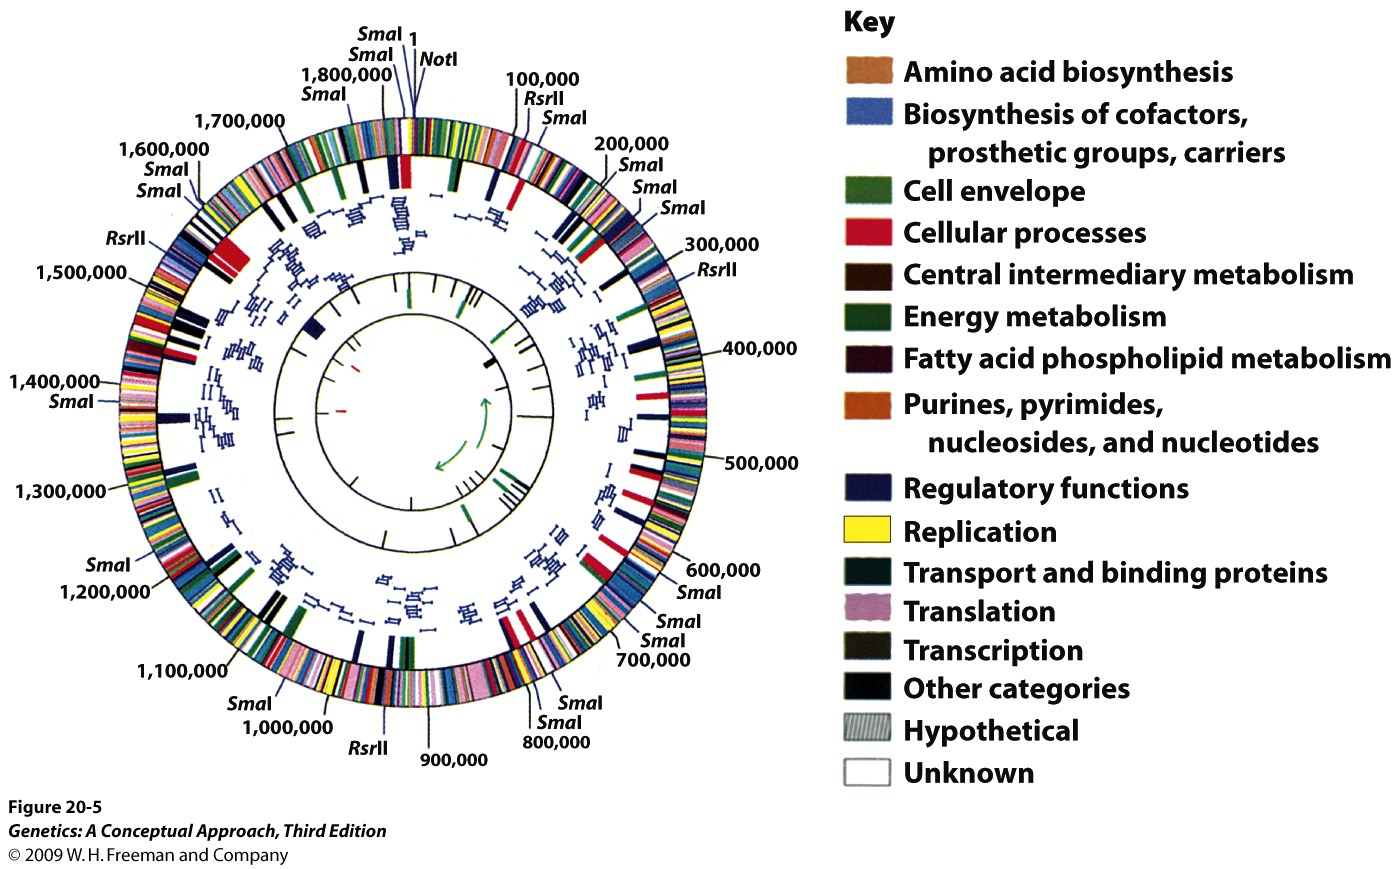 SmaI
1
SmaI
NotI
1,800,000
100,000
SmaI
RsrII
SmaI
1,700,000
200,000
1,600,000
SmaI
SmaI
SmaI
SmaI
SmaI
RsrII
300,000
RsrII
1,500,000
400,000
1,400,000
SmaI
500,000
1,300,000
SmaI
600,000
1,200,000
SmaI
SmaI
SmaI
700,000
1,100,000
SmaI
SmaI
1,000,000
SmaI
800,000
RsrII
900,000
Key
Amino acid biosynthesis
Biosynthesis of cofactors,
prosthetic groups, carriers
Cell envelope
Cellular processes
Central intermediary metabolism
Energy metabolism
Fatty acid phospholipid metabolism
Purines, pyrimides,
nucleosides, and nucleotides
Regulatory functions
Replication
Transport and binding proteins
Translation
Transcription
Other categories
Hypothetical
Unknown
Figure 20-5
Genetics: A Conceptual Approach, Third Edition
© 2009 W. H. Freeman and Company